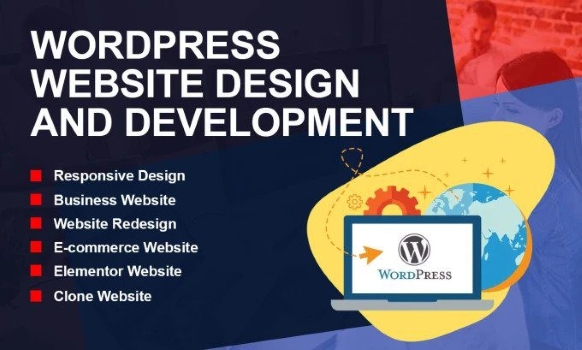 WORDPRESS
WEBSITE DESIGN
AND DEVELOPMENT
Responsive Design
Business Website
Website Redesign
E-commerce Website
Elementor Website
Clone Website
WORDPRESS